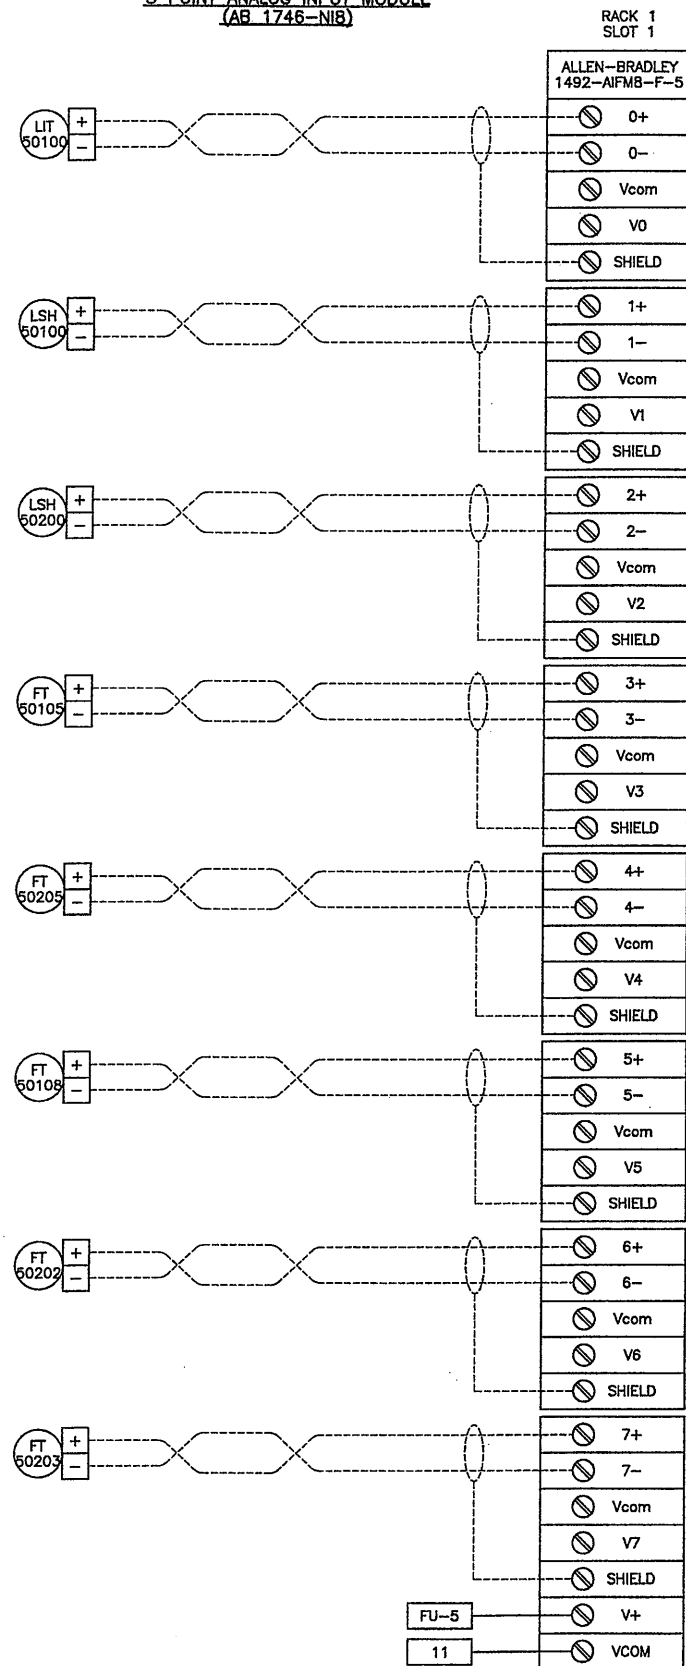 (AB 1746-NI8)
RACK 1
SLOT 1
ALLEN-BRADLEY
1492-AIFM8-F-5
LIT
50100
+
-
0+
0-
Vcom
V0
SHIELD
LSH
50100
+
-
1+
1-
Vcom
V1
SHIELD
LSH
50200
+
-
2+
2-
Vcom
V2
SHIELD
FT
50105
+
-
3+
3-
Vcom
V3
SHIELD
FT
50205
+
-
4+
4-
Vcom
V4
SHIELD
FT
50108
+
-
5+
5-
Vcom
V5
SHIELD
FT
50202
+
-
6+
6-
Vcom
V6
SHIELD
FT
50203
+
-
7+
7-
Vcom
V7
SHIELD
FU-5
V+
11
VCOM